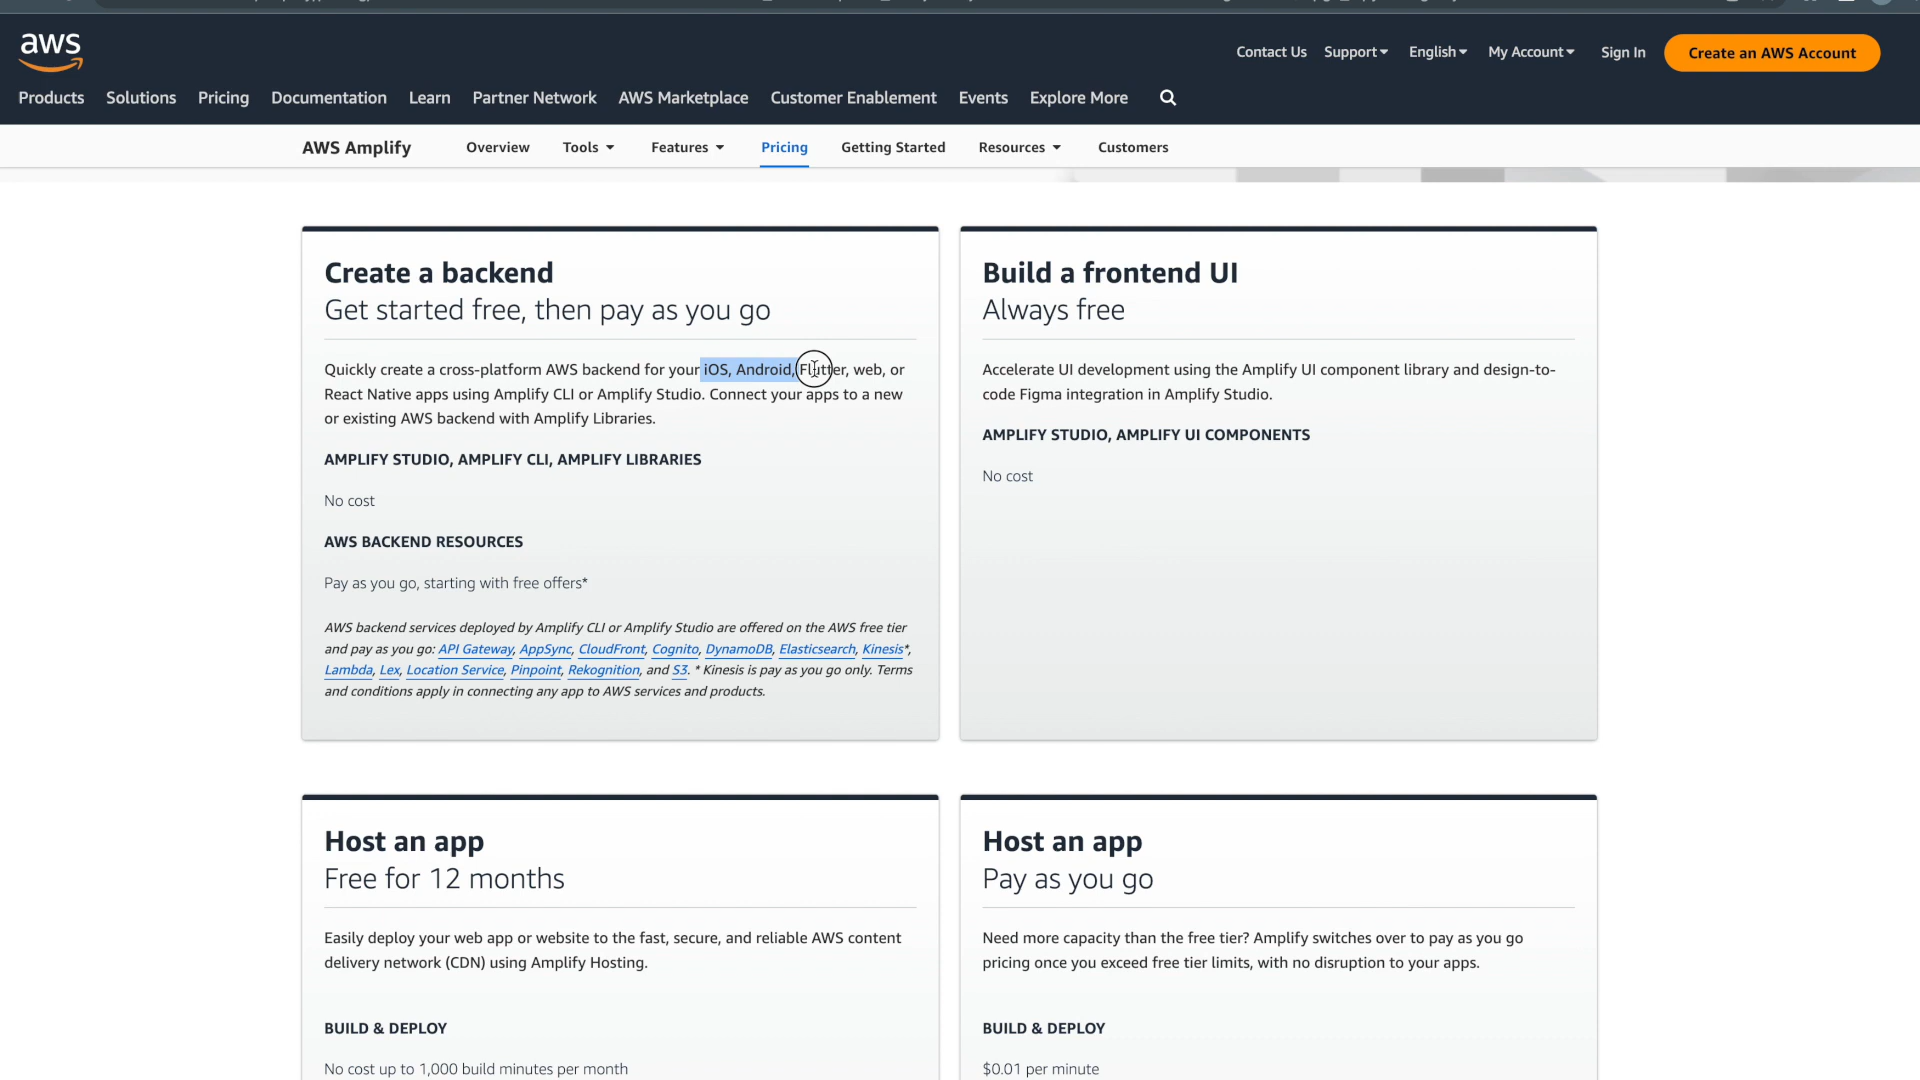 aws
Contact Us Support English My Account Sign In Create an AWS Account
Products Solutions Pricing Documentation Learn Partner Network AWS Marketplace Customer Enablement Events Explore More
AWS Amplify Overview Tools Features Pricing Getting Started Resources Customers
Create a backend
Get started free, then pay as you go
Quickly create a cross-platform AWS backend for your iOS, Android, Flutter, web, or
React Native apps using Amplify CLI or Amplify Studio. Connect your apps to a new
or existing AWS backend with Amplify Libraries.
AMPLIFY STUDIO, AMPLIFY CLI, AMPLIFY LIBRARIES
No cost
AWS BACKEND RESOURCES
Pay as you go, starting with free offers*
AWS backend services deployed by Amplify CLI or Amplify Studio are offered on the AWS free tier
and pay as you go: API Gateway, AppSync, CloudFront, Cognito, DynamoDB, Elasticsearch, Kinesis*,
Lambda, Lex, Location Service, Pinpoint, Rekognition, and S3. * Kinesis is pay as you go only. Terms
and conditions apply in connecting any app to AWS services and products.
Build a frontend UI
Always free
Accelerate UI development using the Amplify UI component library and design-to-
code Figma integration in Amplify Studio.
AMPLIFY STUDIO, AMPLIFY UI COMPONENTS
No cost
Host an app
Free for 12 months
Easily deploy your web app or website to the fast, secure, and reliable AWS content
delivery network (CDN) using Amplify Hosting.
BUILD & DEPLOY
No cost up to 1,000 build minutes per month
Host an app
Pay as you go
Need more capacity than the free tier? Amplify switches over to pay as you go
pricing once you exceed free tier limits, with no disruption to your apps.
BUILD & DEPLOY
$0.01 per minute